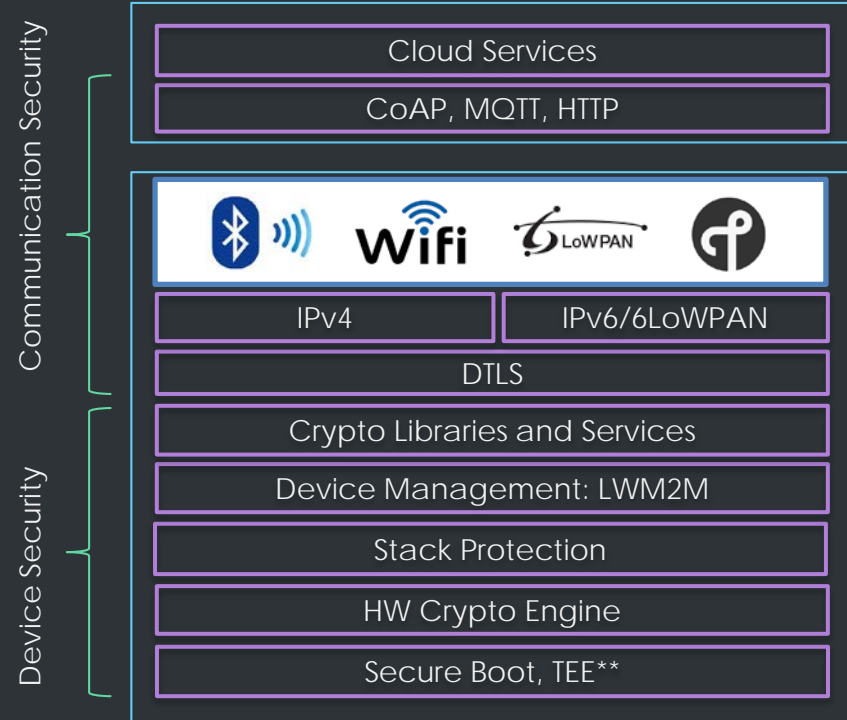 Communication Security
Cloud Services
CoAP, MQTT, HTTP
Wifi
6LoWPAN
IPv4
IPv6/6LoWPAN
DTLS
Device Security
Crypto Libraries and Services
Device Management: LWM2M
Stack Protection
HW Crypto Engine
Secure Boot, TEE**